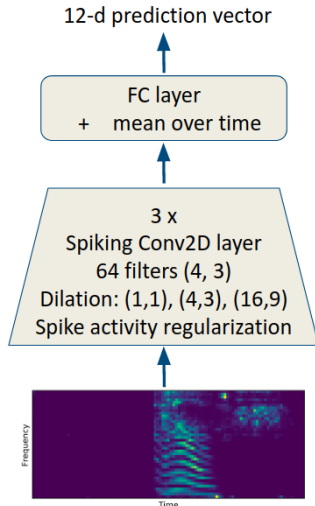 12-d prediction vector
FC layer
+ mean over time
3 x
Spiking Conv2D layer
64 filters (4, 3)
Dilation: (1,1), (4,3), (16,9)
Spike activity regularization
Frequency
Time